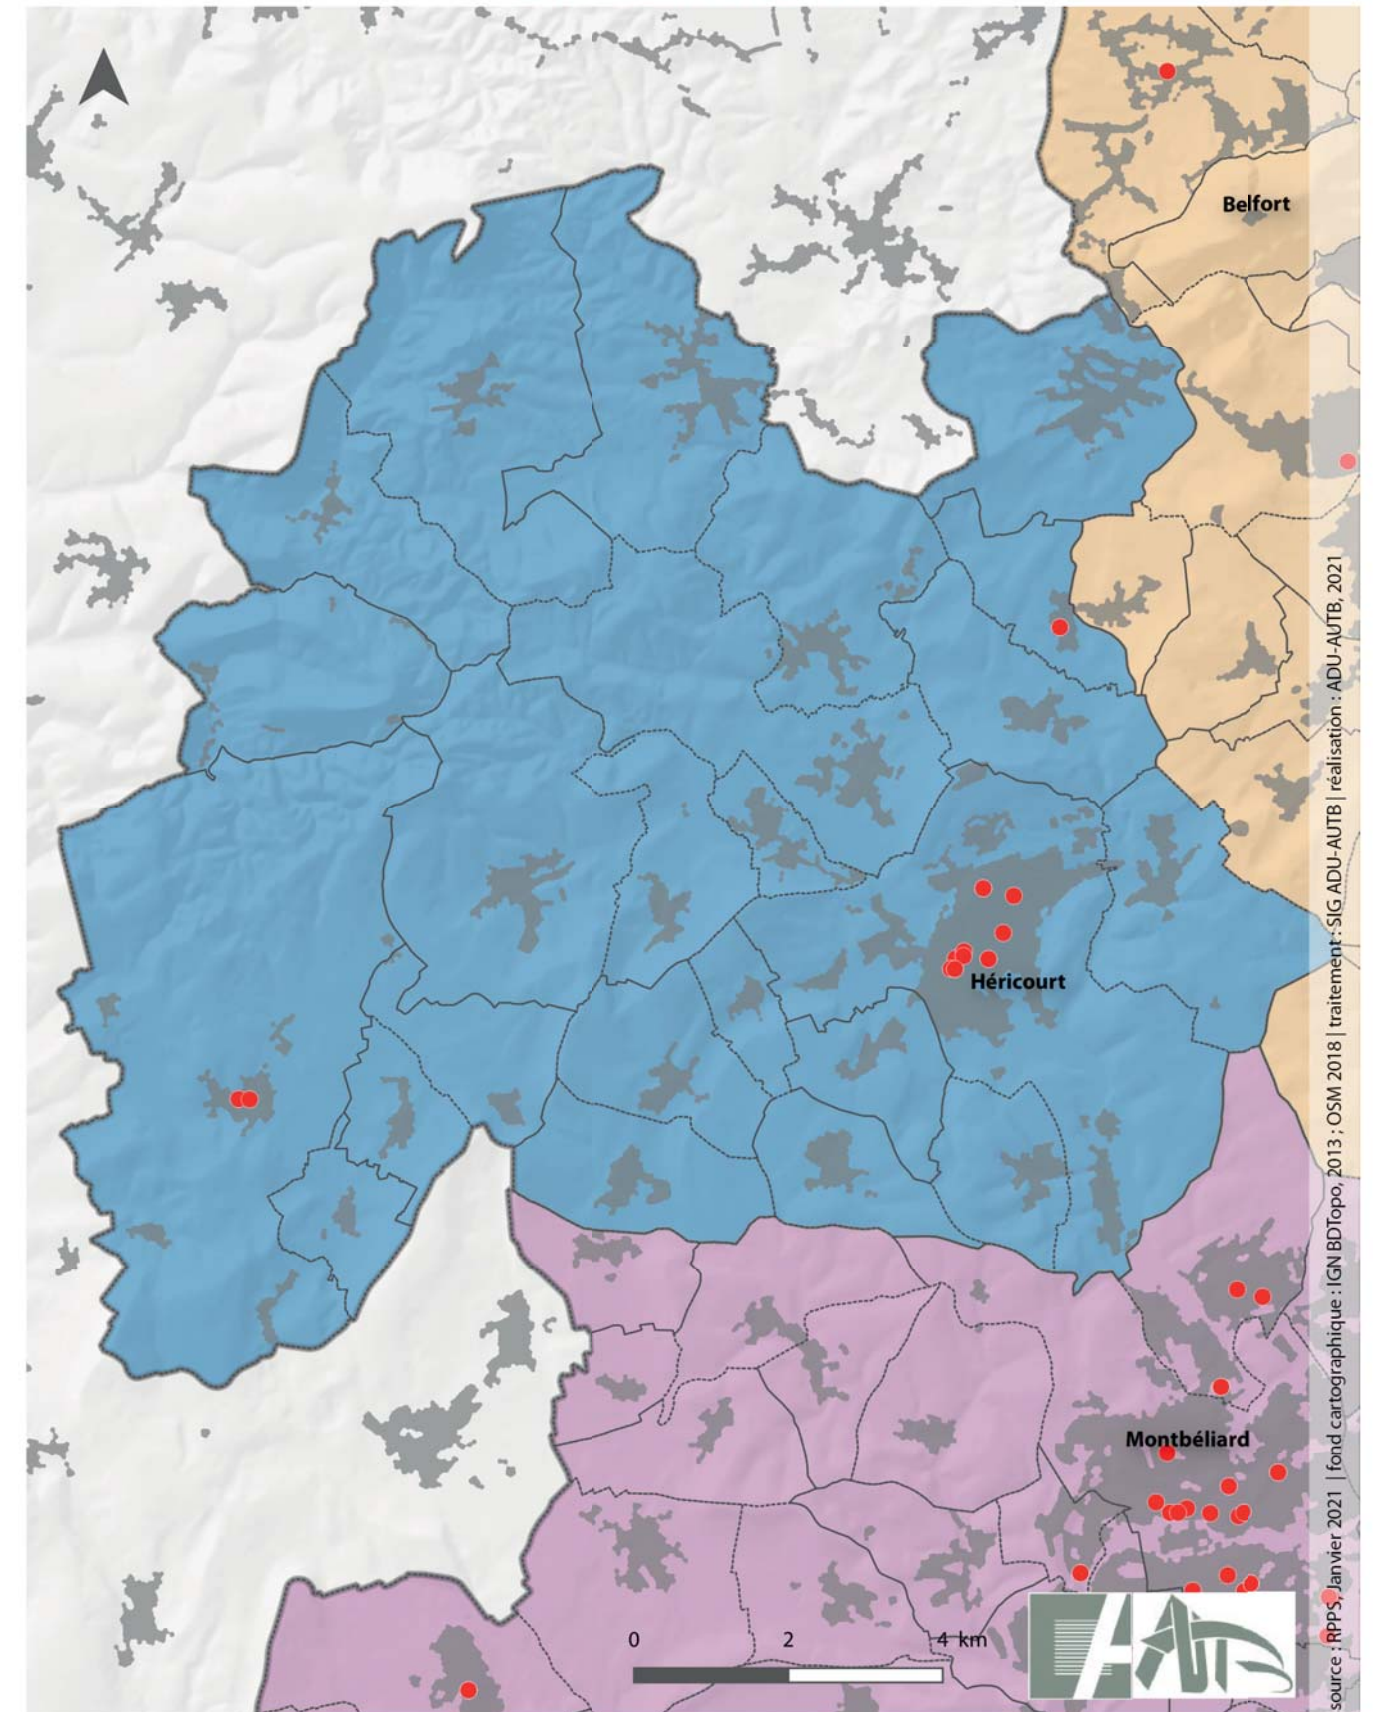 Belfort
Héricourt
Montbéliard
0 2 4 km
source : RPPS, Janvier 2021 | fond cartographique : IGN BDTopo, 2013 ; OSM 2018 | traitement : SIG ADU-AUTB | réalisation : ADU-AUTB, 2021